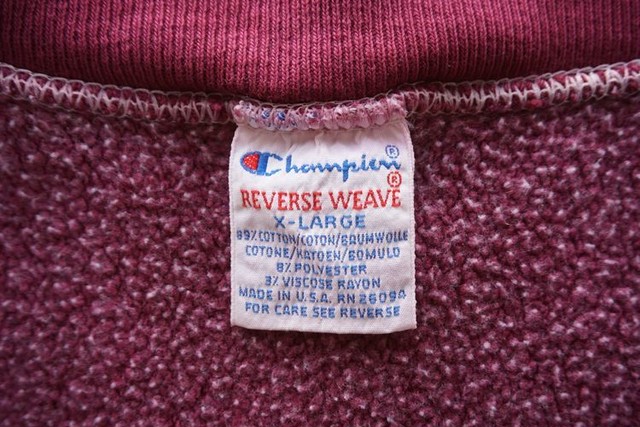 Champion®
REVERSE WEAVE®
X-LARGE
89% COTTON/COTON/BAUMWOLLE
COTONE/KATOEN/BOMULD
8% POLYESTER
3% VISCOSE RAYON
MADE IN U.S.A. RN 26094
FOR CARE SEE REVERSE